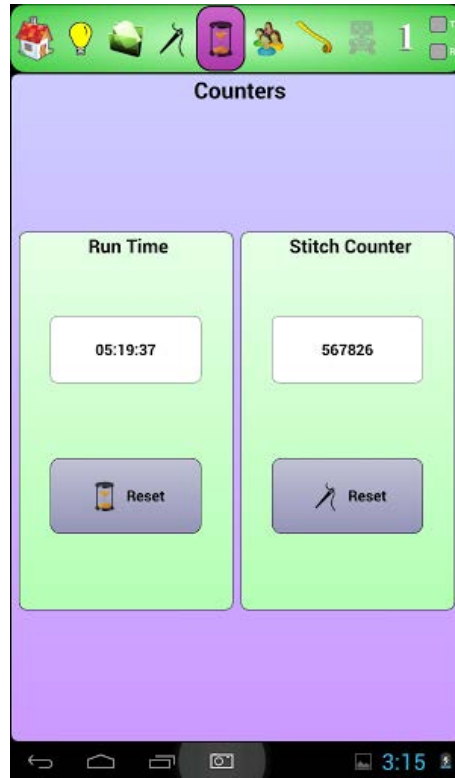 1
T
R
Counters
Run Time
Stitch Counter
05:19:37
567826
Reset
Reset
3:15